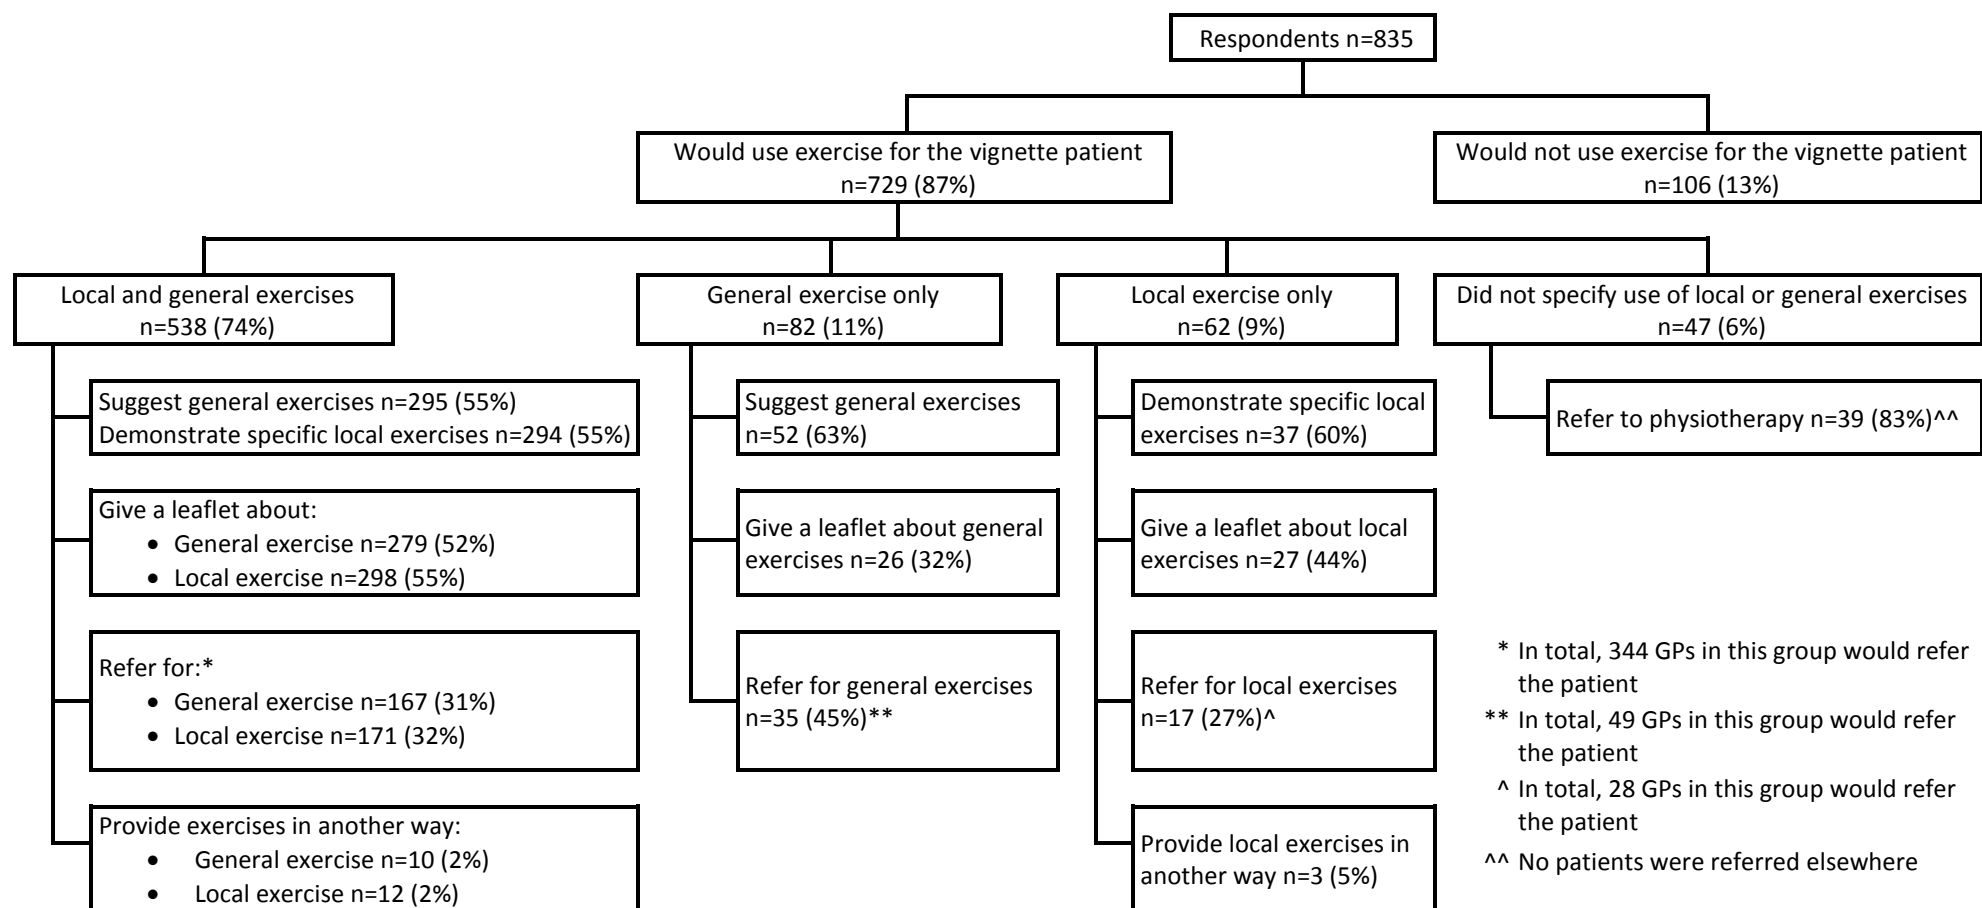 Respondents n=835
Would use exercise for the vignette patient
n=729 (87%)
Would not use exercise for the vignette patient
n=106 (13%)
Local and general exercises
n=538 (74%)
General exercise only
n=82 (11%)
Local exercise only
n=62 (9%)
Did not specify use of local or general exercises
n=47 (6%)
Suggest general exercises n=295 (55%)
Demonstrate specific local exercises n=294 (55%)
Give a leaflet about:
• General exercise n=279 (52%)
• Local exercise n=298 (55%)
Refer for:*
• General exercise n=167 (31%)
• Local exercise n=171 (32%)
Provide exercises in another way:
• General exercise n=10 (2%)
• Local exercise n=12 (2%)
Suggest general exercises
n=52 (63%)
Give a leaflet about general
exercises n=26 (32%)
Refer for general exercises
n=35 (45%)**
Demonstrate specific local
exercises n=37 (60%)
Give a leaflet about local
exercises n=27 (44%)
Refer for local exercises
n=17 (27%)^
Provide local exercises in
another way n=3 (5%)
Refer to physiotherapy n=39 (83%)^^
* In total, 344 GPs in this group would refer
the patient
** In total, 49 GPs in this group would refer
the patient
^ In total, 28 GPs in this group would refer
the patient
^^ No patients were referred elsewhere